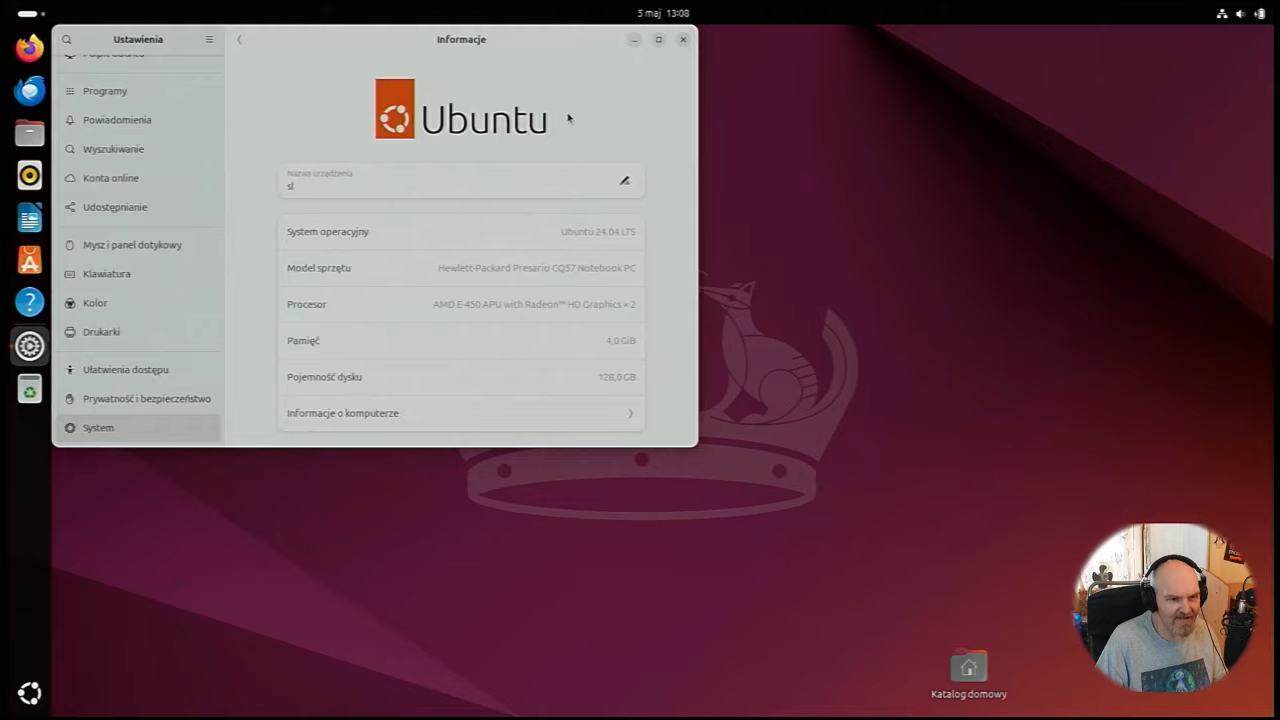 5 maj 13:08
Ustawienia
Informacje
Programy
Powiadomienia
Wyszukiwanie
Konta online
Udostępnianie
Mysz i panel dotykowy
Klawiatura
Kolor
Drukarki
Ułatwienia dostępu
Prywatność i bezpieczeństwo
System
Ubuntu
Nazwa urządzenia
sl
System operacyjny Ubuntu 24.04 LTS
Model sprzętu Hewlett-Packard Presario CQ57 Notebook PC
Procesor AMD E-450 APU with Radeon™ HD Graphics × 2
Pamięć 4,0 GiB
Pojemność dysku 128,0 GB
Informacje o komputerze
Katalog domowy